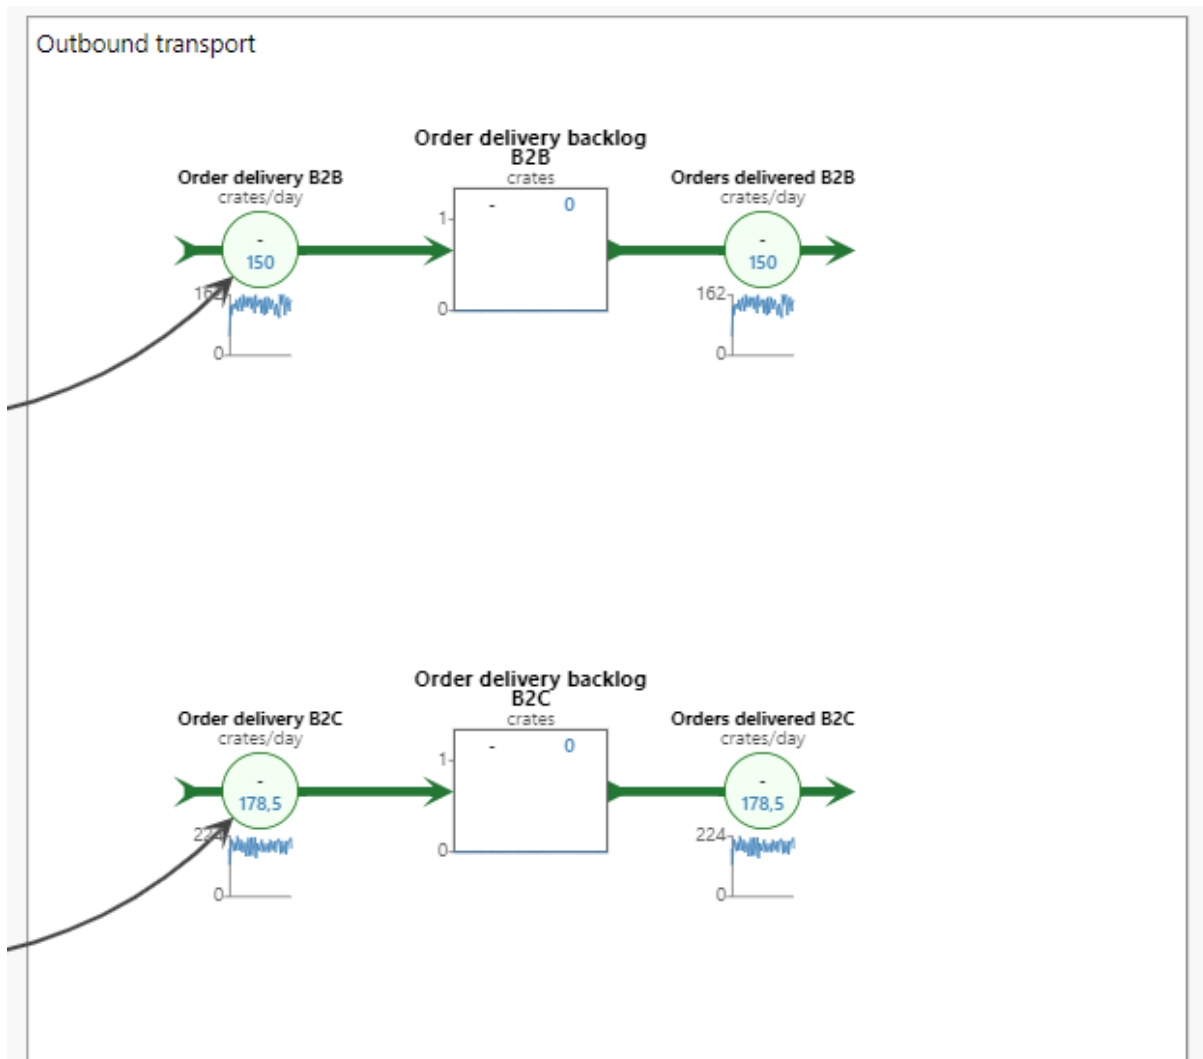 Outbound transport
Order delivery backlog
B2B
crates
Order delivery B2B
crates/day
Orders delivered B2B
crates/day
- 0
1
0
-
150
-
150
162
0
162
0
Order delivery backlog
B2C
crates
Order delivery B2C
crates/day
Orders delivered B2C
crates/day
- 0
1
0
-
178,5
-
178,5
224
0
224
0